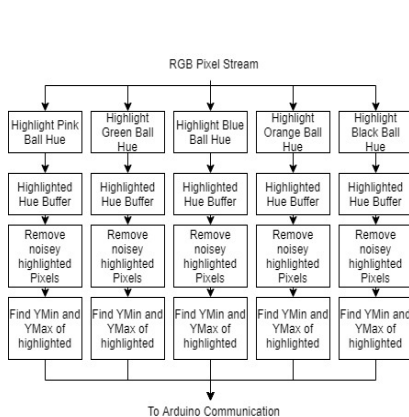 RGB Pixel Stream
Highlight Pink
Ball Hue
Highlight
Green Ball
Hue
Highlight Blue
Ball Hue
Highlight
Orange Ball
Hue
Highlight
Black Ball
Hue
Highlighted
Hue Buffer
Highlighted
Hue Buffer
Highlighted
Hue Buffer
Highlighted
Hue Buffer
Highlighted
Hue Buffer
Remove
noisey
highlighted
Pixels
Remove
noisey
highlighted
Pixels
Remove
noisey
highlighted
Pixels
Remove
noisey
highlighted
Pixels
Remove
noisey
highlighted
Pixels
Find YMin and
YMax of
highlighted
Find YMin and
YMax of
highlighted
Find YMin and
YMax of
highlighted
Find YMin and
YMax of
highlighted
Find YMin and
YMax of
highlighted
To Arduino Communication